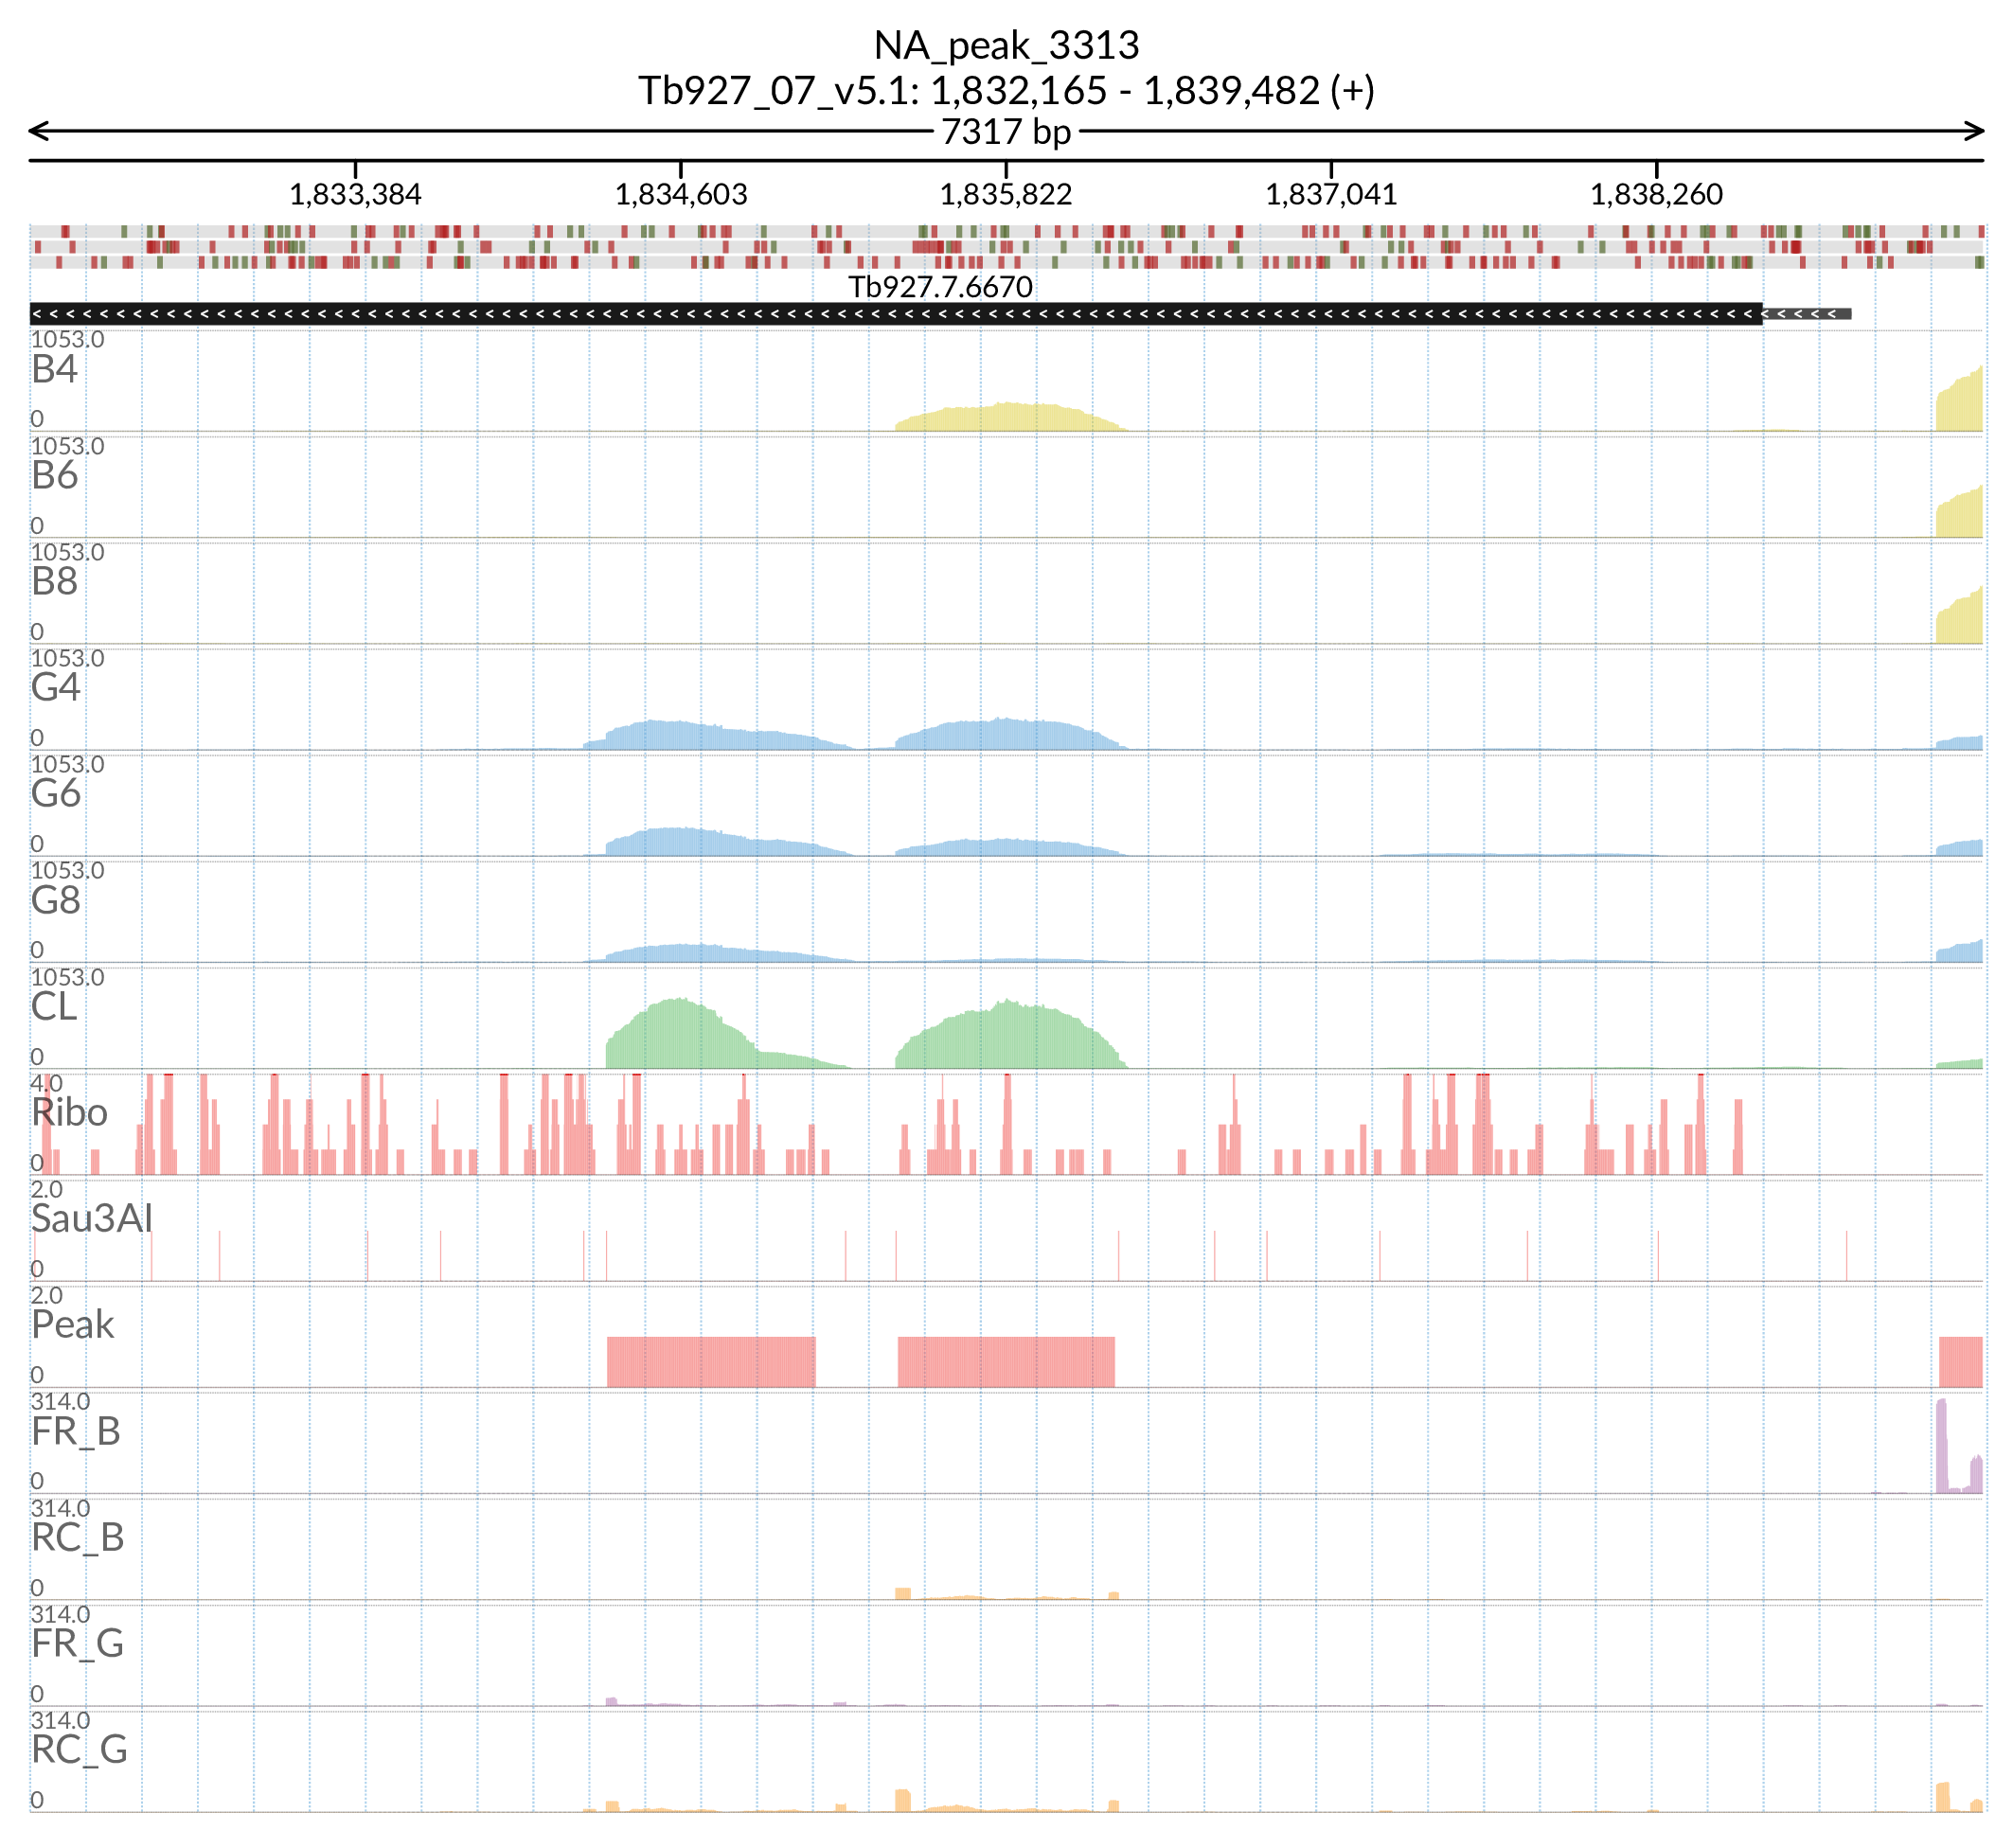 NA_peak_3313
Tb927_07_v5.1: 1,832,165 - 1,839,482 (+)
7317 bp
1,833,384 1,834,603 1,835,822 1,837,041 1,838,260
Tb927.7.6670
1053.0
B4
0
1053.0
B6
0
1053.0
B8
0
1053.0
G4
0
1053.0
G6
0
1053.0
G8
0
1053.0
CL
0
4.0
Ribo
0
2.0
Sau3AI
0
2.0
Peak
0
314.0
FR_B
0
314.0
RC_B
0
314.0
FR_G
0
314.0
RC_G
0